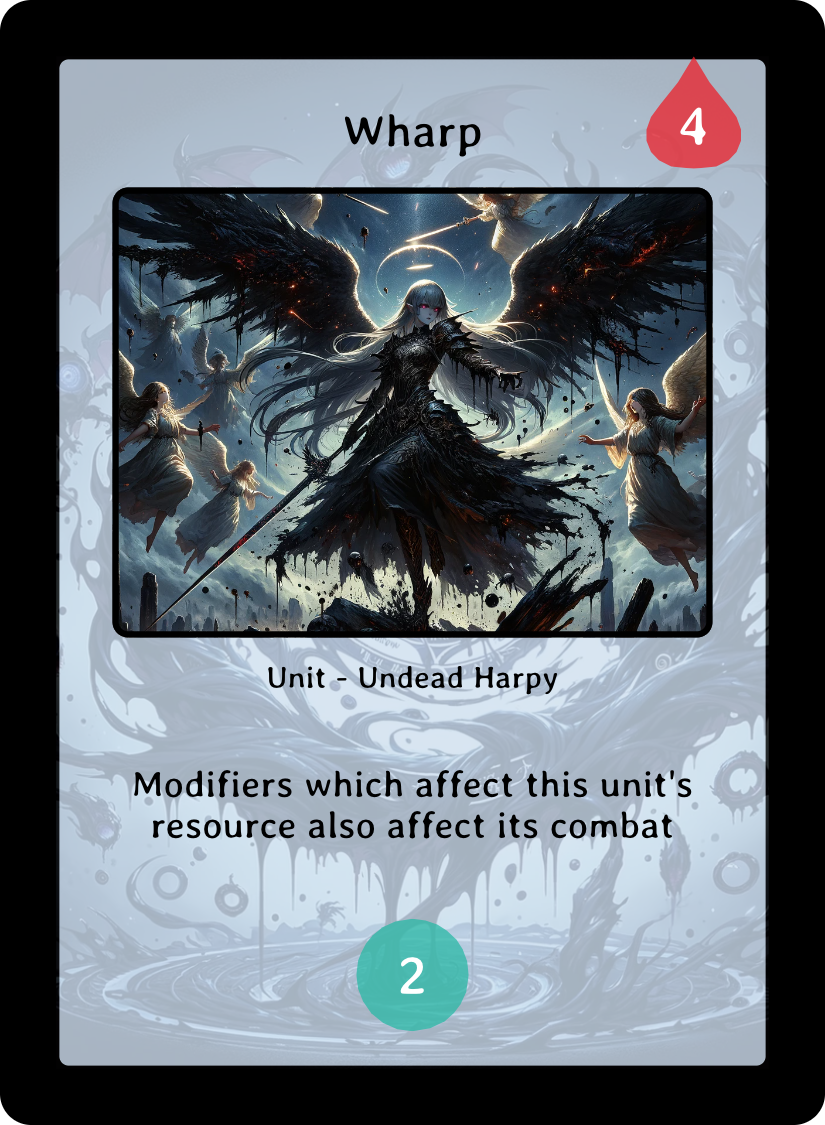 Wharp
4
Unit - Undead Harpy
Modifiers which affect this unit's
resource also affect its combat
2